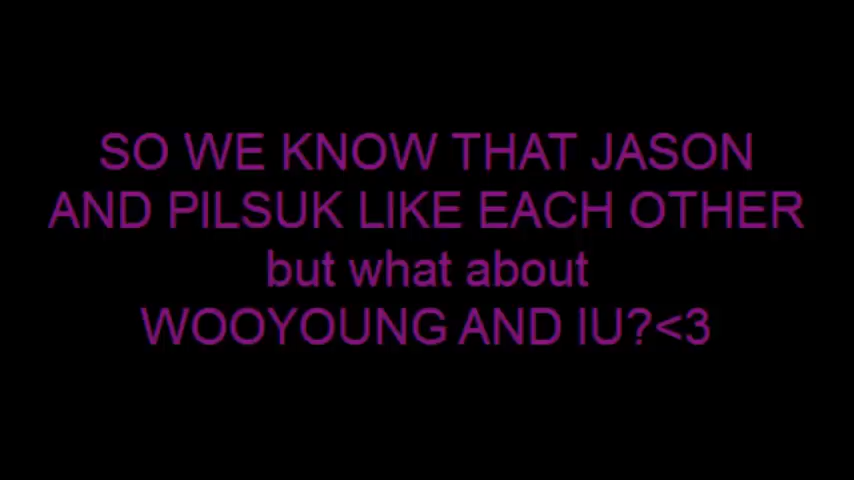 SO WE KNOW THAT JASON
AND PILSUK LIKE EACH OTHER
but what about
WOOYOUNG AND IU?<3